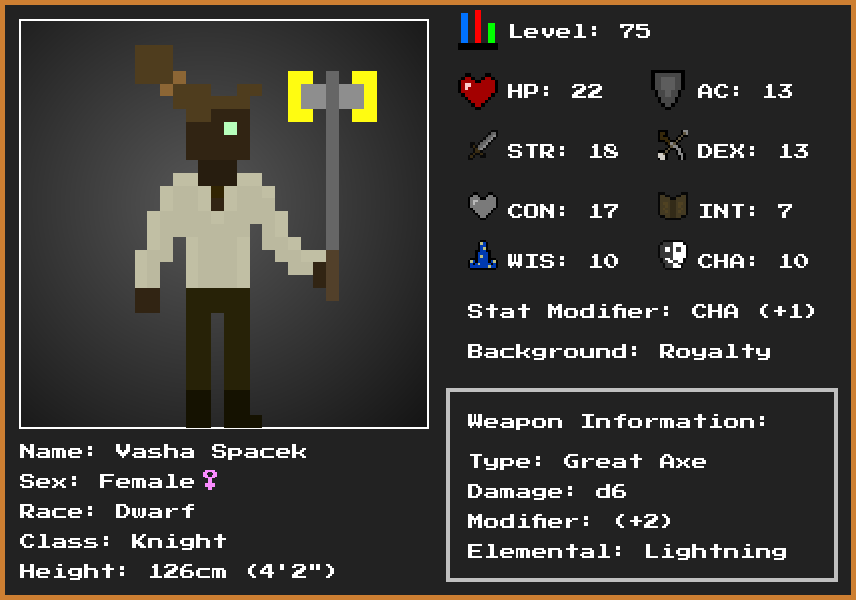 Level: 75
HP: 22 AC: 13
STR: 18 DEX: 13
CON: 17 INT: 7
WIS: 10 CHA: 10
Stat Modifier: CHA (+1)
Background: Royalty
Weapon Information:
Type: Great Axe
Damage: d6
Modifier: (+2)
Elemental: Lightning
Name: Vasha Spacek
Sex: Female♀
Race: Dwarf
Class: Knight
Height: 126cm (4'2")